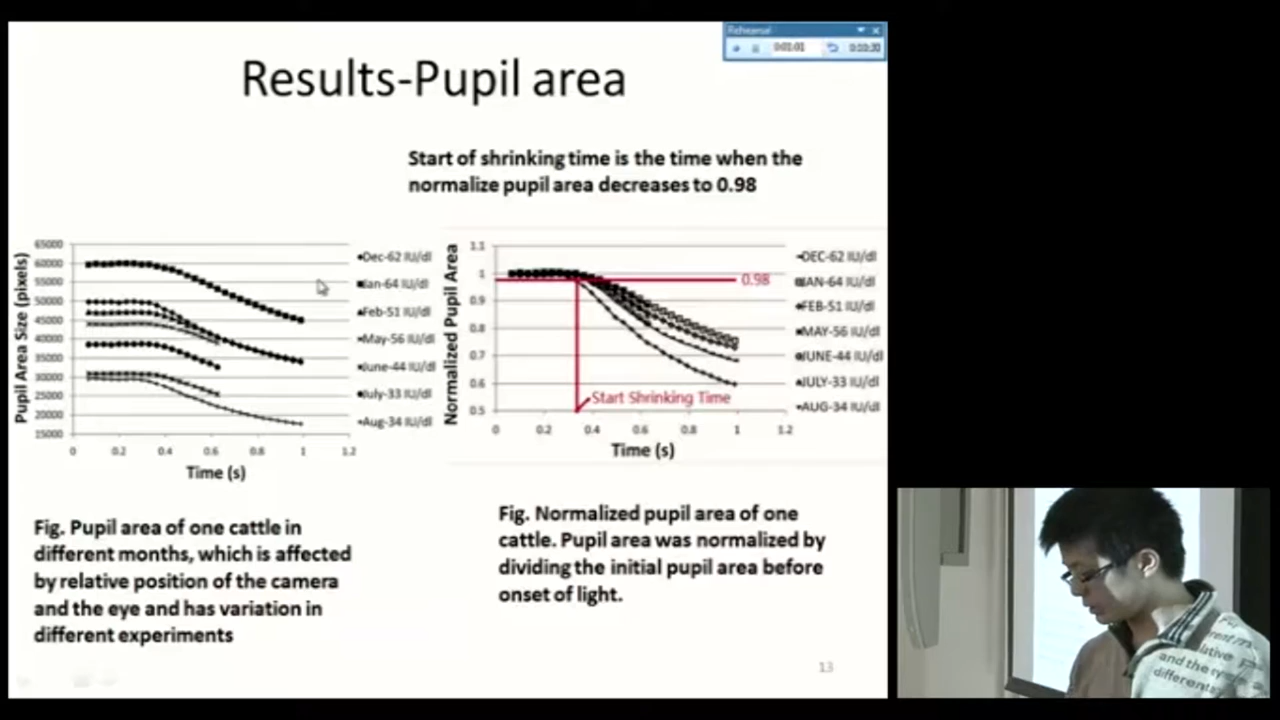 Rehearsal
0:01:01
0:03:20
Results-Pupil area
Start of shrinking time is the time when the
normalize pupil area decreases to 0.98
Pupil Area Size (pixels)
65000
60000
55000
50000
45000
40000
35000
30000
25000
20000
15000
0 0.2 0.4 0.6 0.8 1 1.2
Time (s)
Dec-62 IU/dl
Jan-64 IU/dl
Feb-51 IU/dl
May-56 IU/dl
June-44 IU/dl
July-33 IU/dl
Aug-34 IU/dl
Normalized Pupil Area
1.1
1
0.9
0.8
0.7
0.6
0.5
0 0.2 0.4 0.6 0.8 1 1.2
Time (s)
0.98
Start Shrinking Time
DEC-62 IU/dl
JAN-64 IU/dl
FEB-51 IU/dl
MAY-56 IU/dl
JUNE-44 IU/dl
JULY-33 IU/dl
AUG-34 IU/dl
Fig. Pupil area of one cattle in
different months, which is affected
by relative position of the camera
and the eye and has variation in
different experiments
Fig. Normalized pupil area of one
cattle. Pupil area was normalized by
dividing the initial pupil area before
onset of light.
13
and the